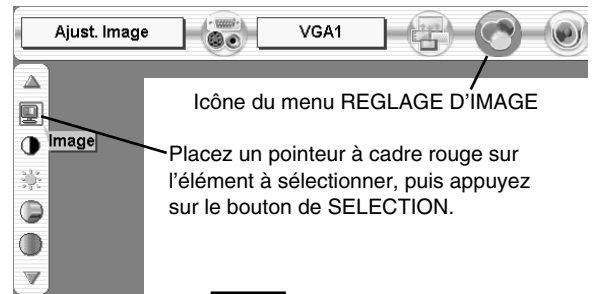 Ajust. Image
VGA1
Icône du menu REGLAGE D'IMAGE
Image
Placez un pointeur à cadre rouge sur
l'élément à sélectionner, puis appuyez
sur le bouton de SELECTION.